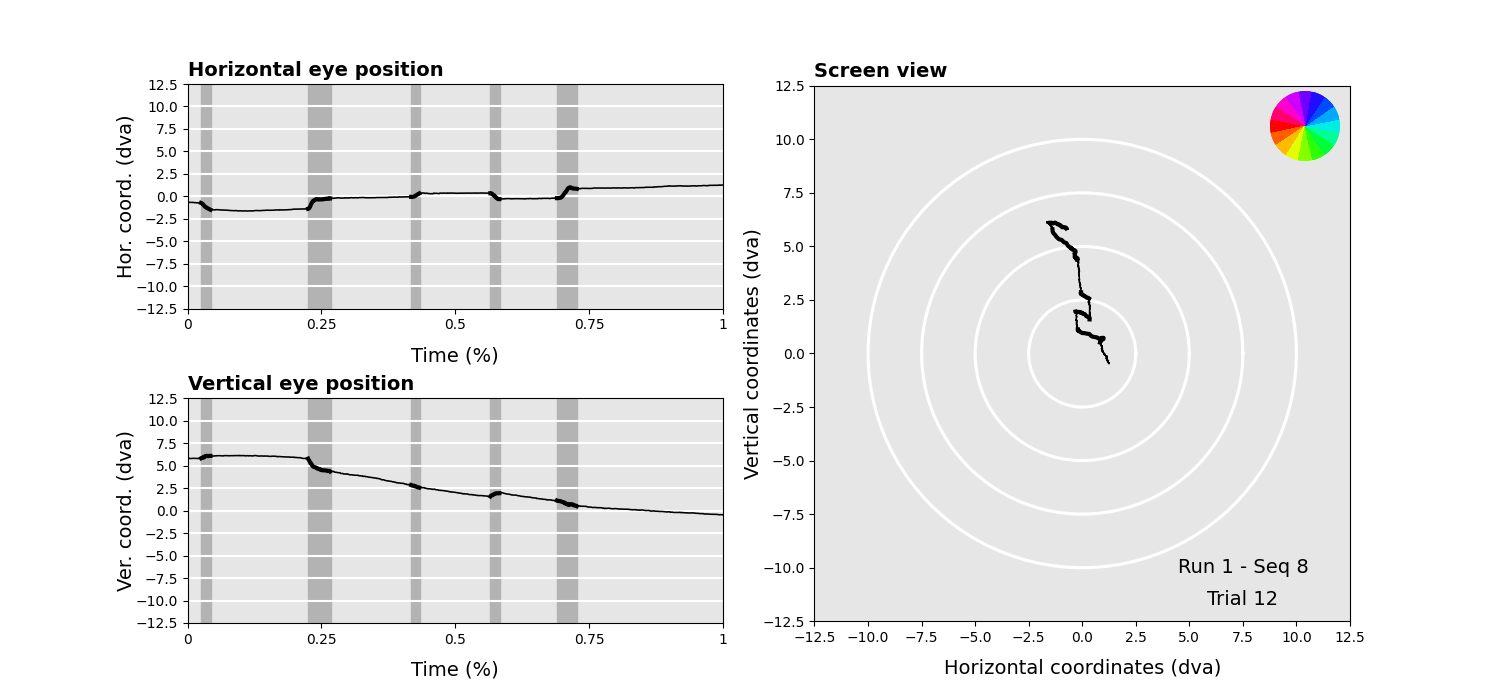 Horizontal eye position
12.5
10.0
7.5
5.0
2.5
0.0
−2.5
−5.0
−7.5
−10.0
−12.5
Hor. coord. (dva)
0 0.25 0.5 0.75 1
Time (%)
Vertical eye position
12.5
10.0
7.5
5.0
2.5
0.0
−2.5
−5.0
−7.5
−10.0
−12.5
Ver. coord. (dva)
0 0.25 0.5 0.75 1
Time (%)
Screen view
12.5
10.0
7.5
5.0
2.5
0.0
−2.5
−5.0
−7.5
−10.0
−12.5
Vertical coordinates (dva)
Run 1 - Seq 8
Trial 12
−12.5 −10.0 −7.5 −5.0 −2.5 0.0 2.5 5.0 7.5 10.0 12.5
Horizontal coordinates (dva)